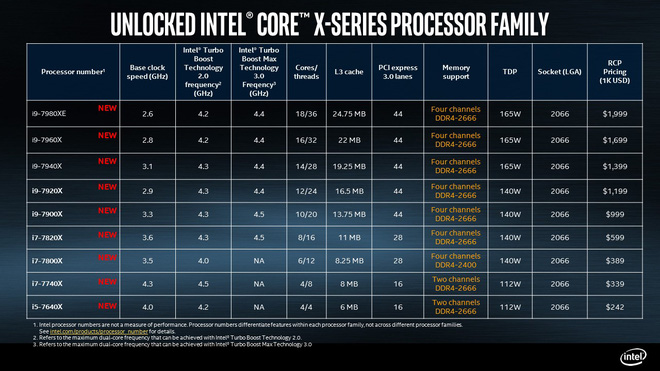 UNLOCKED INTEL® CORE™ X-SERIES PROCESSOR FAMILY
Processor number¹ Base clock speed (GHz) Intel® Turbo Boost Technology 2.0 frequency² (GHz) Intel® Turbo Boost Max Technology 3.0 Freqency³ (GHz) Cores/threads L3 cache PCI express 3.0 lanes Memory support TDP Socket (LGA) RCP Pricing (1K USD)
i9-7980XE NEW 2.6 4.2 4.4 18/36 24.75 MB 44 Four channels DDR4-2666 165W 2066 $1,999
i9-7960X NEW 2.8 4.2 4.4 16/32 22 MB 44 Four channels DDR4-2666 165W 2066 $1,699
i9-7940X NEW 3.1 4.3 4.4 14/28 19.25 MB 44 Four channels DDR4-2666 165W 2066 $1,399
i9-7920X NEW 2.9 4.3 4.4 12/24 16.5 MB 44 Four channels DDR4-2666 140W 2066 $1,199
i9-7900X NEW 3.3 4.3 4.5 10/20 13.75 MB 44 Four channels DDR4-2666 140W 2066 $999
i7-7820X NEW 3.6 4.3 4.5 8/16 11 MB 28 Four channels DDR4-2666 140W 2066 $599
i7-7800X NEW 3.5 4.0 NA 6/12 8.25 MB 28 Four channels DDR4-2400 140W 2066 $389
i7-7740X NEW 4.3 4.5 NA 4/8 8 MB 16 Two channels DDR4-2666 112W 2066 $339
i5-7640X NEW 4.0 4.2 NA 4/4 6 MB 16 Two channels DDR4-2666 112W 2066 $242
1. Intel processor numbers are not a measure of performance. Processor numbers differentiate features within each processor family, not across different processor families.
See intel.com/products/processor_number for details.
2. Refers to the maximum dual-core frequency that can be achieved with Intel® Turbo Boost Technology 2.0.
3. Refers to the maximum dual-core frequency that can be achieved with Intel® Turbo Boost Max Technology 3.0
intel